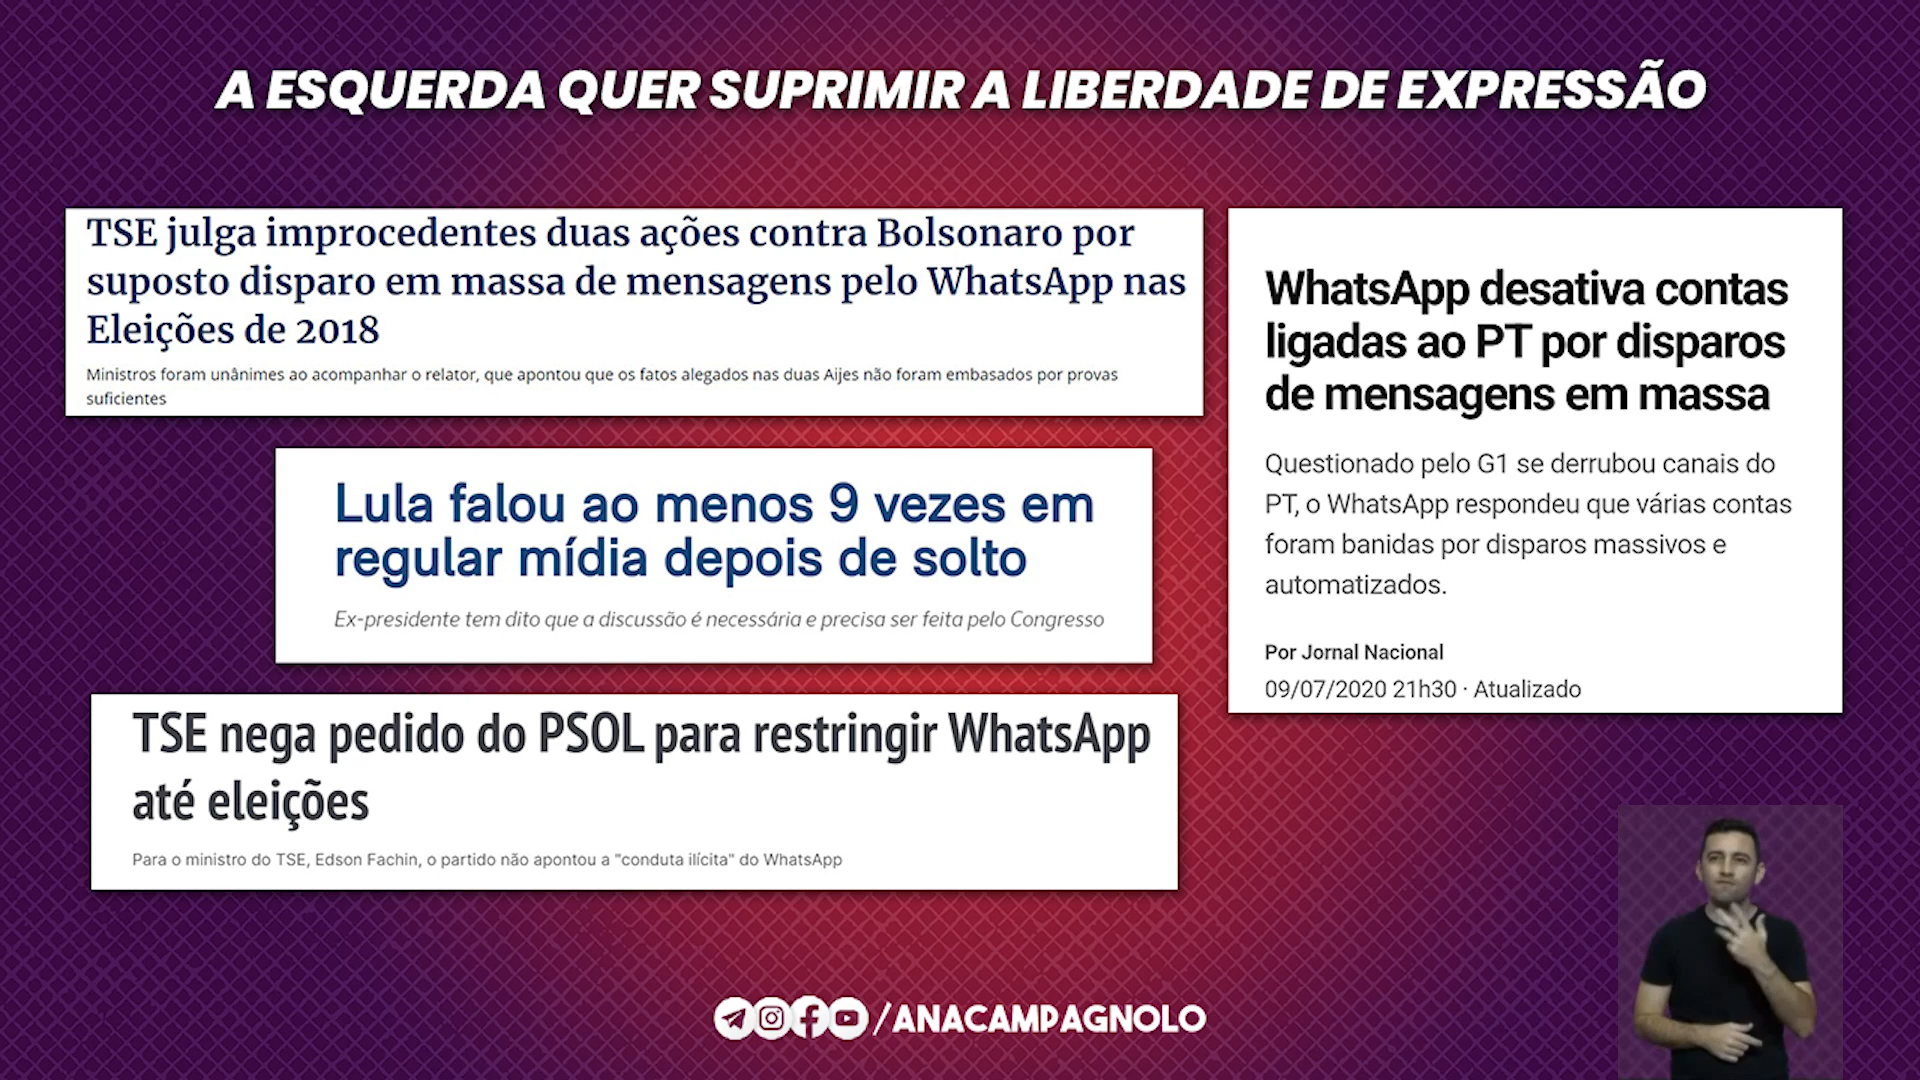 A ESQUERDA QUER SUPRIMIR A LIBERDADE DE EXPRESSÃO
TSE julga improcedentes duas ações contra Bolsonaro por
suposto disparo em massa de mensagens pelo WhatsApp nas
Eleições de 2018
Ministros foram unânimes ao acompanhar o relator, que apontou que os fatos alegados nas duas Aijes não foram embasados por provas
suficientes
Lula falou ao menos 9 vezes em
regular mídia depois de solto
Ex-presidente tem dito que a discussão é necessária e precisa ser feita pelo Congresso
TSE nega pedido do PSOL para restringir WhatsApp
até eleições
Para o ministro do TSE, Edson Fachin, o partido não apontou a "conduta ilícita" do WhatsApp
WhatsApp desativa contas
ligadas ao PT por disparos
de mensagens em massa
Questionado pelo G1 se derrubou canais do
PT, o WhatsApp respondeu que várias contas
foram banidas por disparos massivos e
automatizados.
Por Jornal Nacional
09/07/2020 21h30 · Atualizado
/ANACAMPAGNOLO